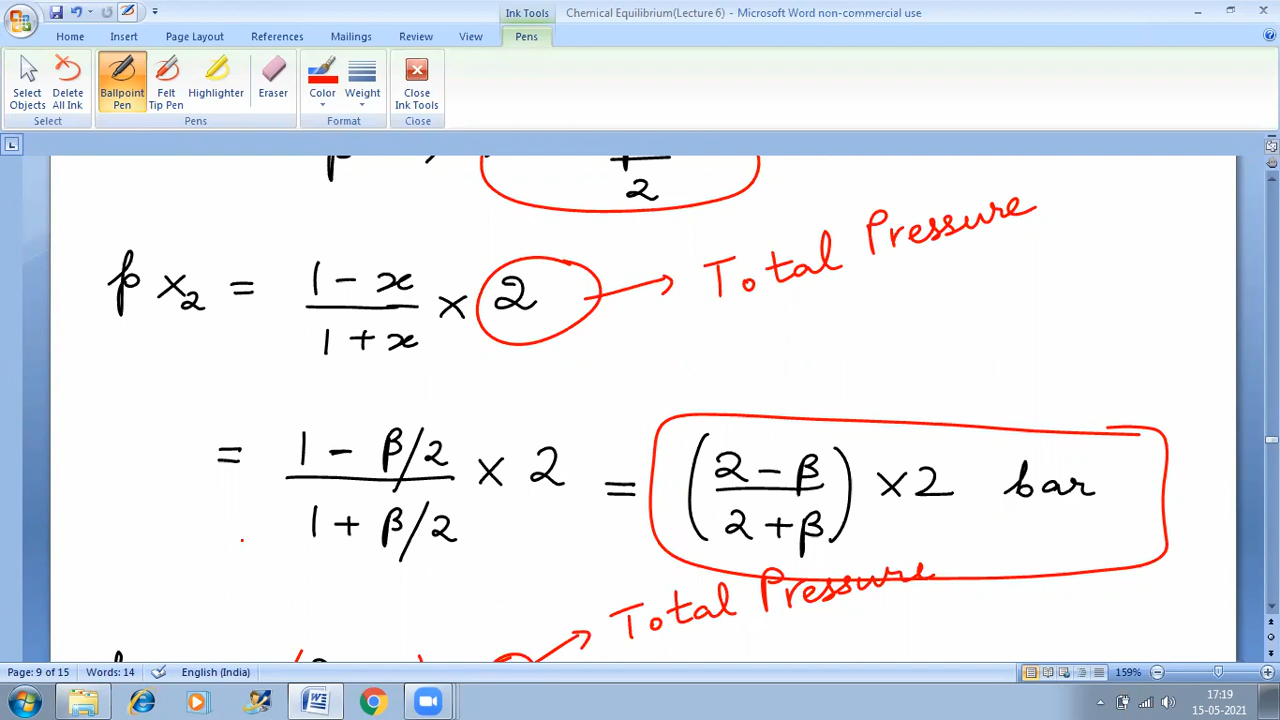 Ink Tools
Chemical Equilibrium(Lecture 6) - Microsoft Word non-commercial use
Home Insert Page Layout References Mailings Review View Pens
Select Objects
Delete All Ink
Ballpoint Pen
Felt Tip Pen
Highlighter
Eraser
Color
Weight
Close Ink Tools
Select Pens Format Close
2
p x₂ = (1 - x)/(1 + x) × 2 → Total Pressure
= (1 - β/2)/(1 + β/2) × 2 = ((2 - β)/(2 + β)) × 2 bar
Total Pressure
Page: 9 of 15 Words: 14 English (India) 159%
17:19
15-05-2021